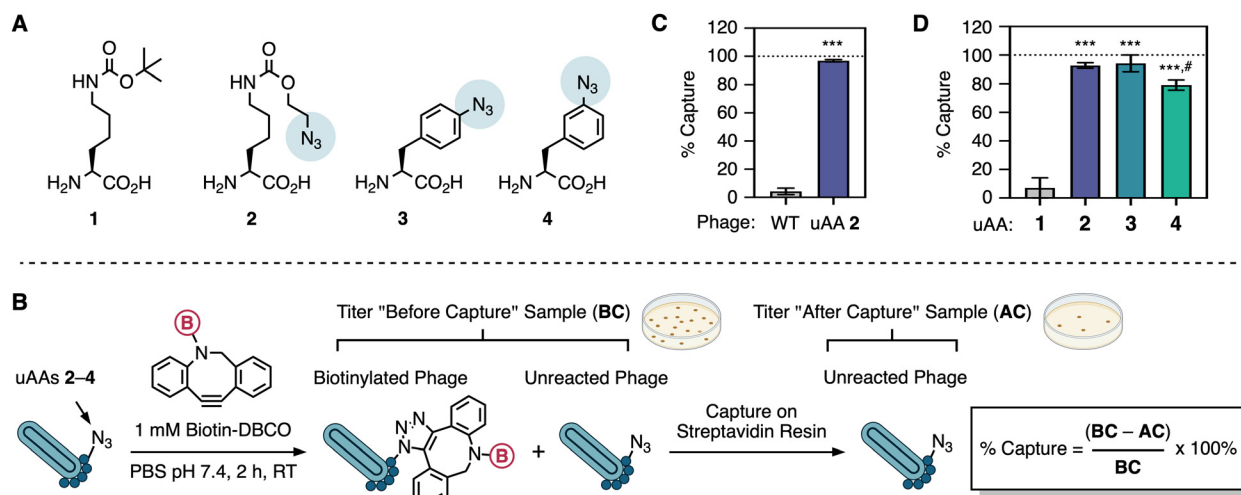 A
HN
O
O
H2N
CO2H
1
HN
O
O
N3
H2N
CO2H
2
N3
H2N
CO2H
3
N3
H2N
CO2H
4
C
% Capture
120
100
80
60
40
20
0
***
Phage: WT uAA 2
D
% Capture
120
100
80
60
40
20
0
*** *** ***,#
uAA: 1 2 3 4
B
uAAs 2–4
N3
B
N
1 mM Biotin-DBCO
PBS pH 7.4, 2 h, RT
Titer "Before Capture" Sample (BC)
Biotinylated Phage
Unreacted Phage
N
N
N
N
B
+
N3
Capture on
Streptavidin Resin
Titer "After Capture" Sample (AC)
Unreacted Phage
N3
% Capture = (BC – AC) / BC x 100%